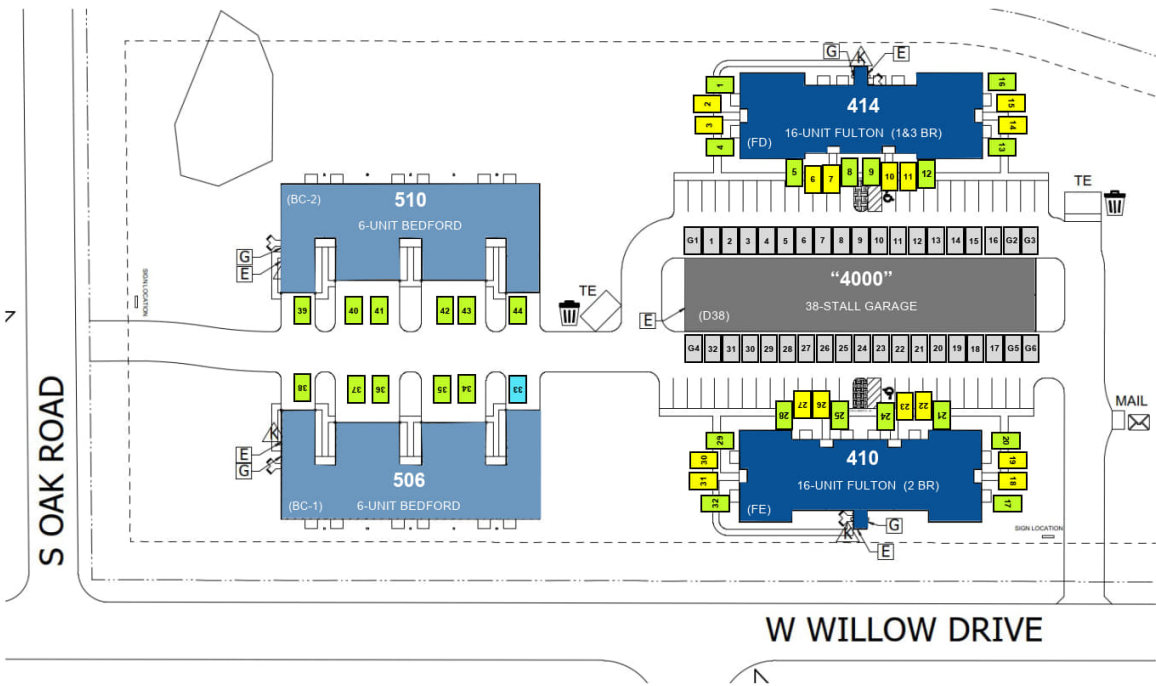 G
K
E
414
16-UNIT FULTON (1&3 BR)
(FD)
1
2
3
4
16
15
14
13
5
6
7
8
9
10
11
12
TE
(BC-2)
510
6-UNIT BEDFORD
G
E
SIGN LOCATION
39
40
41
42
43
44
TE
G1 1 2 3 4 5 6 7 8 9 10 11 12 13 14 15 16 G2 G3
"4000"
38-STALL GARAGE
(D38)
E
G4 32 31 30 29 28 27 26 25 24 23 22 21 20 19 18 17 G5 G6
38
37
36
35
34
33
K
E
G
506
(BC-1)
6-UNIT BEDFORD
28
27
26
25
24
23
22
21
29
30
31
32
20
19
18
17
410
16-UNIT FULTON (2 BR)
(FE)
G
K
E
MAIL
SIGN LOCATION
S OAK ROAD
W WILLOW DRIVE